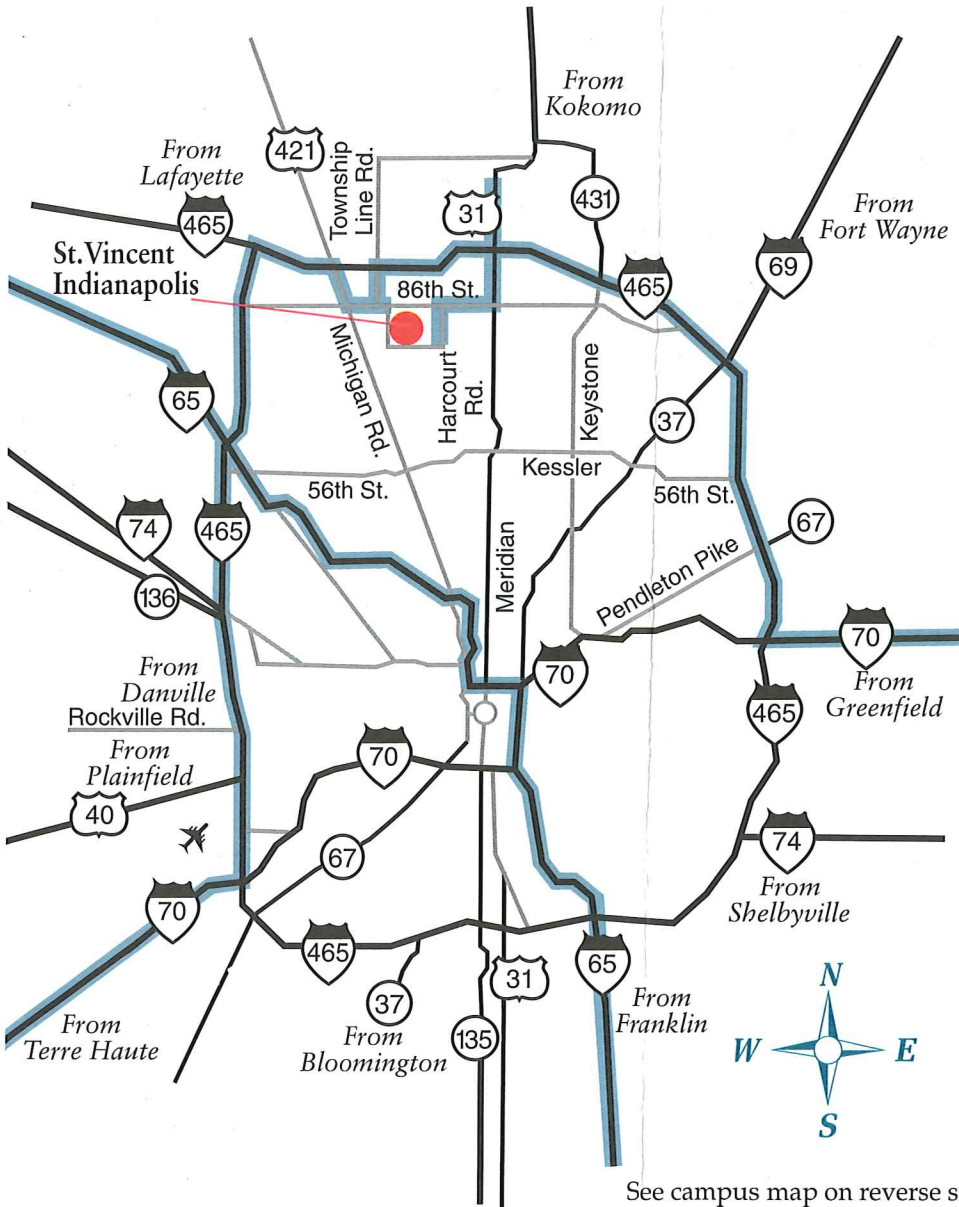 From
Kokomo
421
From
Lafayette
Township
Line Rd.
465
31
431
From
Fort Wayne
St.Vincent
Indianapolis
69
86th St.
465
Michigan Rd.
Harcourt
Rd.
Keystone
65
37
Kessler
56th St.
56th St.
74
465
67
Meridian
Pendleton Pike
136
70
70
From
Danville
From
Greenfield
Rockville Rd.
465
From
Plainfield
70
40
74
67
From
Shelbyville
70
465
65
31
37
From
Franklin
From
Terre Haute
From
Bloomington
135
N
W
E
S
See campus map on reverse s